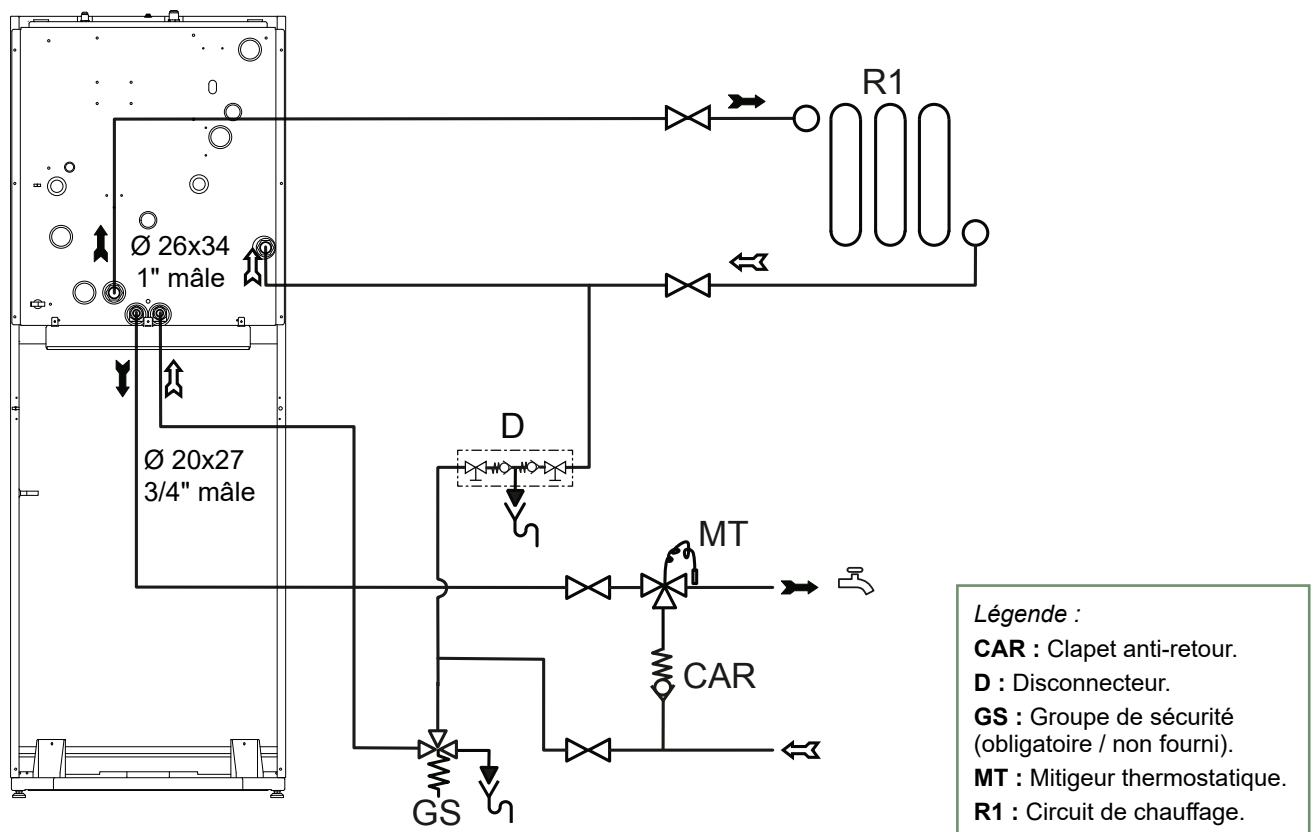 R1
Ø 26x34
1" mâle
D
Ø 20x27
3/4" mâle
MT
CAR
GS
Légende :
CAR : Clapet anti-retour.
D : Disconnecteur.
GS : Groupe de sécurité
(obligatoire / non fourni).
MT : Mitigeur thermostatique.
R1 : Circuit de chauffage.